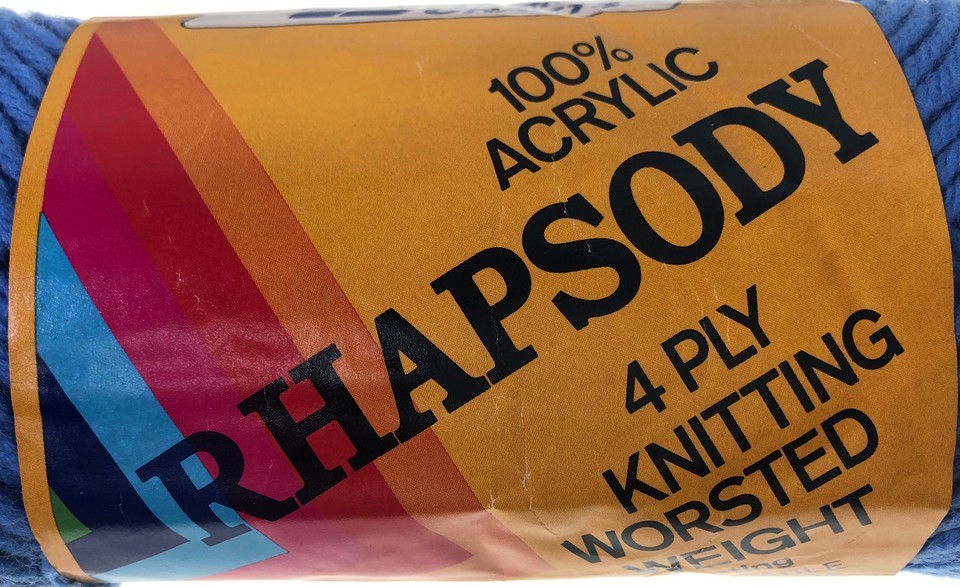 100%
ACRYLIC
RHAPSODY
4 PLY
KNITTING
WORSTED
WEIGHT